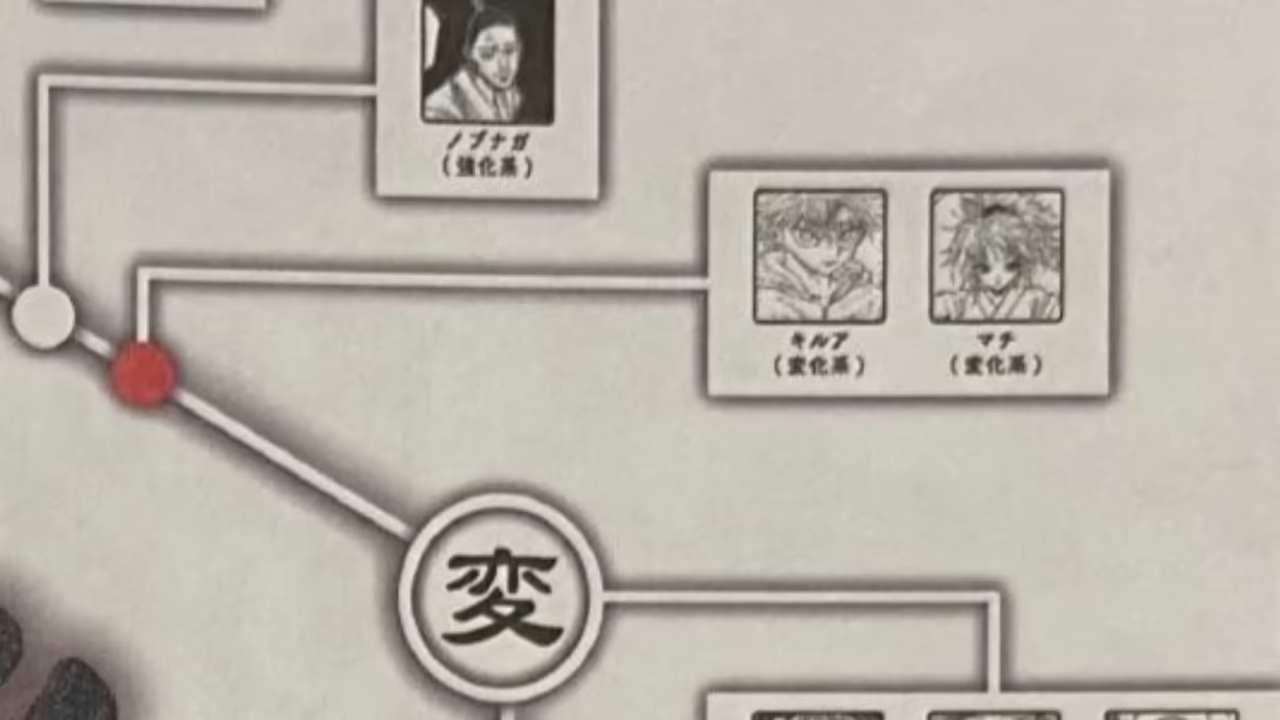 ノブナガ
(強化系)
キルア
(変化系)
マチ
(変化系)
変